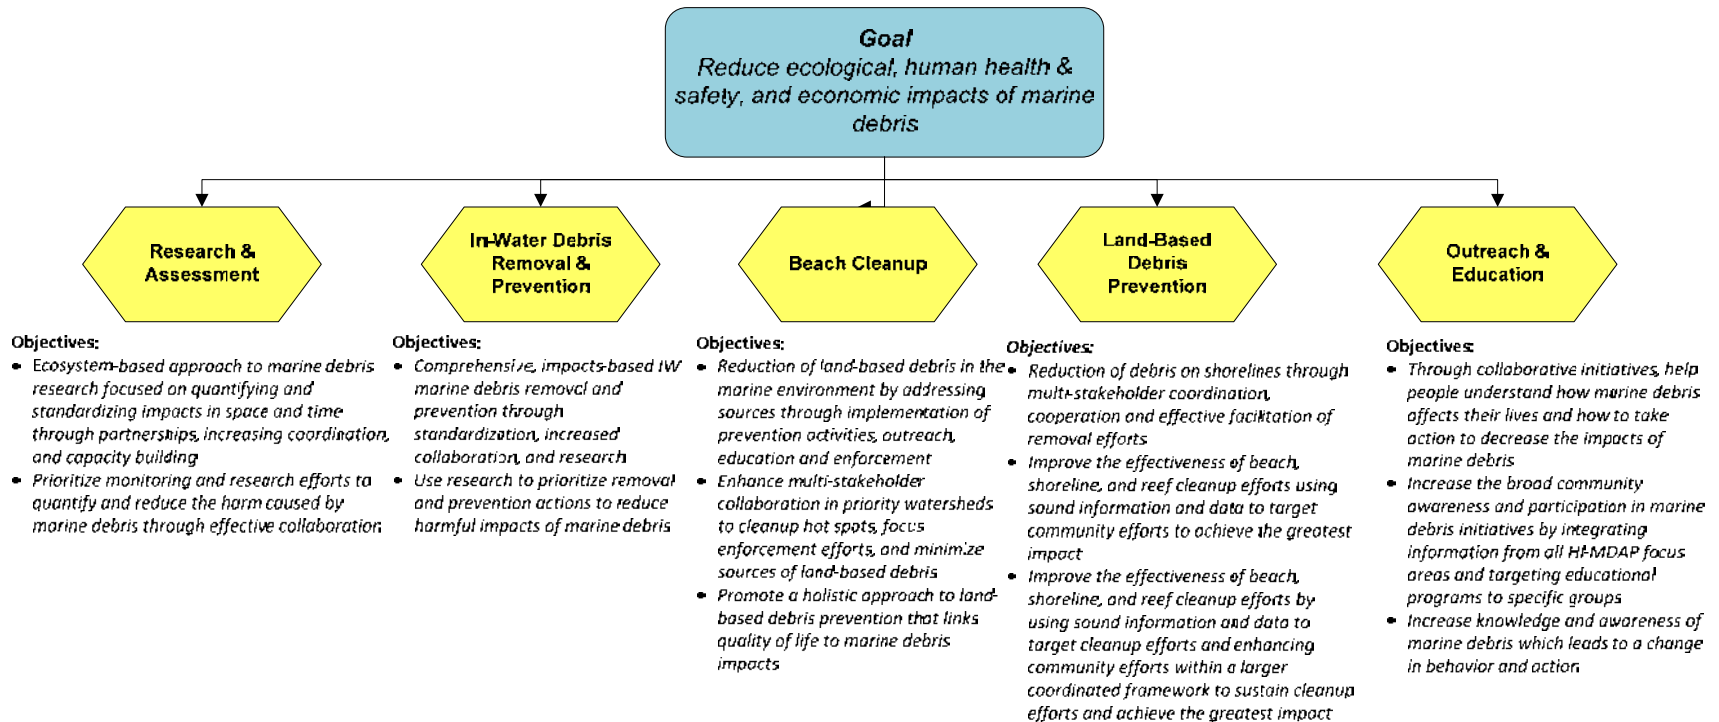 Goal
Reduce ecological, human health &
safety, and economic impacts of marine
debris
Research &
Assessment
In-Water Debris
Removal &
Prevention
Beach Cleanup
Land-Based
Debris
Prevention
Outreach &
Education
Objectives:
• Ecosystem-based approach to marine debris
research focused on quantifying and
standardizing impacts in space and time
through partnerships, increasing coordination,
and capacity building
• Prioritize monitoring and research efforts to
quantify and reduce the harm caused by
marine debris through effective collaboration
Objectives:
• Comprehensive, impacts-based IW
marine debris removal and
prevention through
standardization, increased
collaboration, and research
• Use research to prioritize removal
and prevention actions to reduce
harmful impacts of marine debris
Objectives:
• Reduction of land-based debris in the
marine environment by addressing
sources through implementation of
prevention activities, outreach,
education and enforcement
• Enhance multi-stakeholder
collaboration in priority watersheds
to cleanup hot spots, focus
enforcement efforts, and minimize
sources of land-based debris
• Promote a holistic approach to land-
based debris prevention that links
quality of life to marine debris
impacts
Objectives:
• Reduction of debris on shorelines through
multi-stakeholder coordination,
cooperation and effective facilitation of
removal efforts
• Improve the effectiveness of beach,
shoreline, and reef cleanup efforts using
sound information and data to target
community efforts to achieve the greatest
impact
• Improve the effectiveness of beach,
shoreline, and reef cleanup efforts by
using sound information and data to
target cleanup efforts and enhancing
community efforts within a larger
coordinated framework to sustain cleanup
efforts and achieve the greatest impact
Objectives:
• Through collaborative initiatives, help
people understand how marine debris
affects their lives and how to take
action to decrease the impacts of
marine debris
• Increase the broad community
awareness and participation in marine
debris initiatives by integrating
information from all HI-MDAP focus
areas and targeting educational
programs to specific groups
• Increase knowledge and awareness of
marine debris which leads to a change
in behavior and action